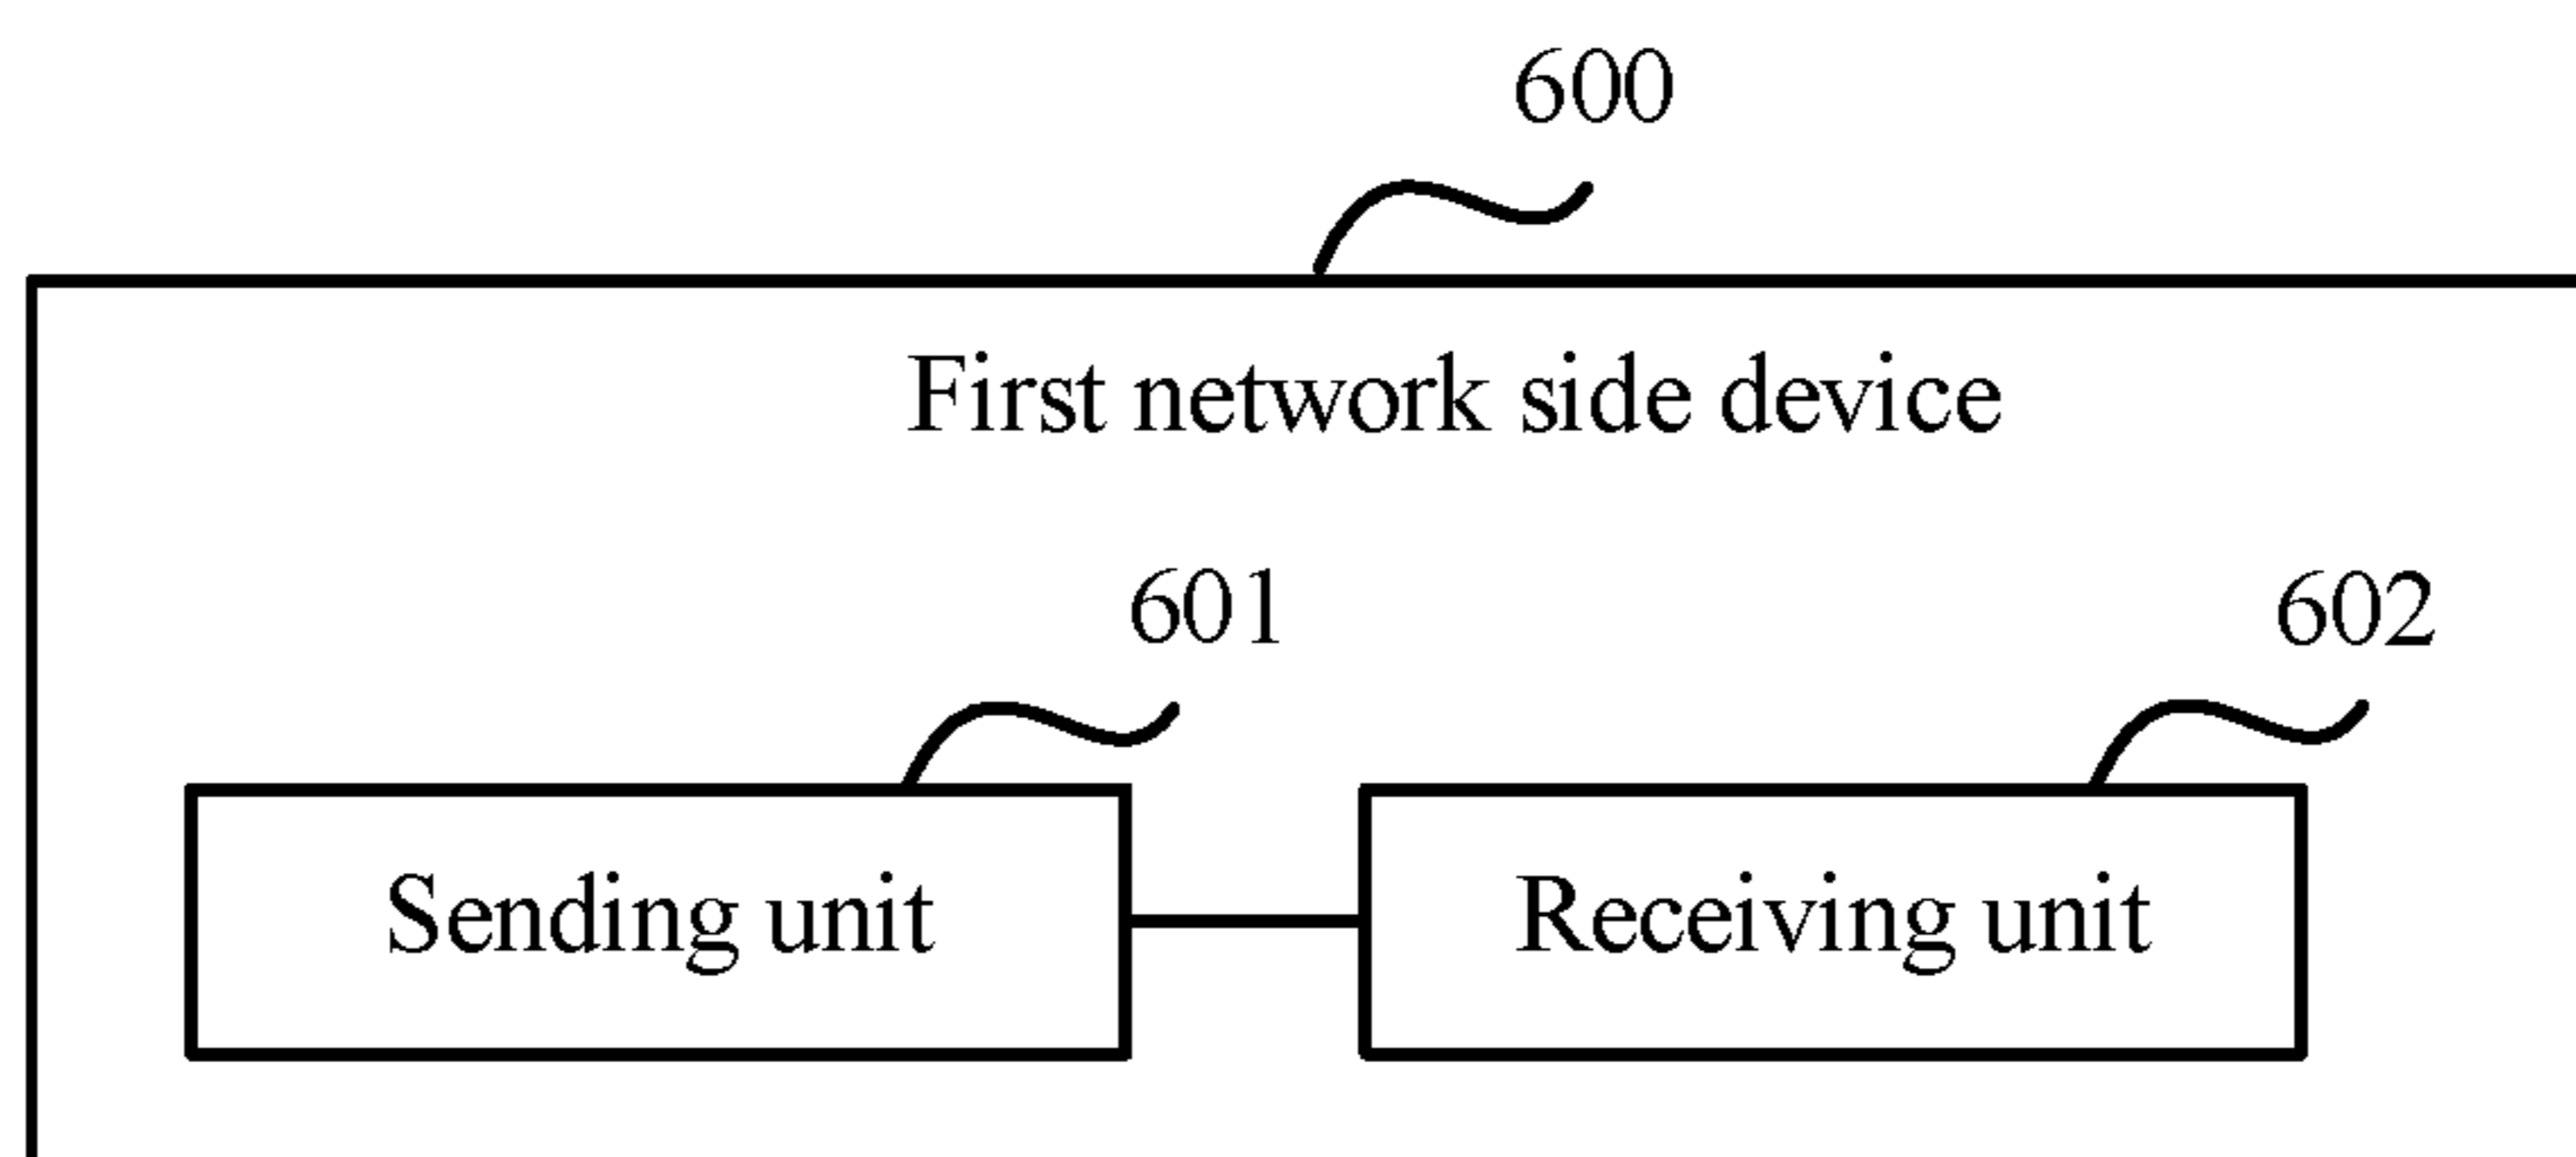 600
First network side device
601
602
Sending unit
Receiving unit